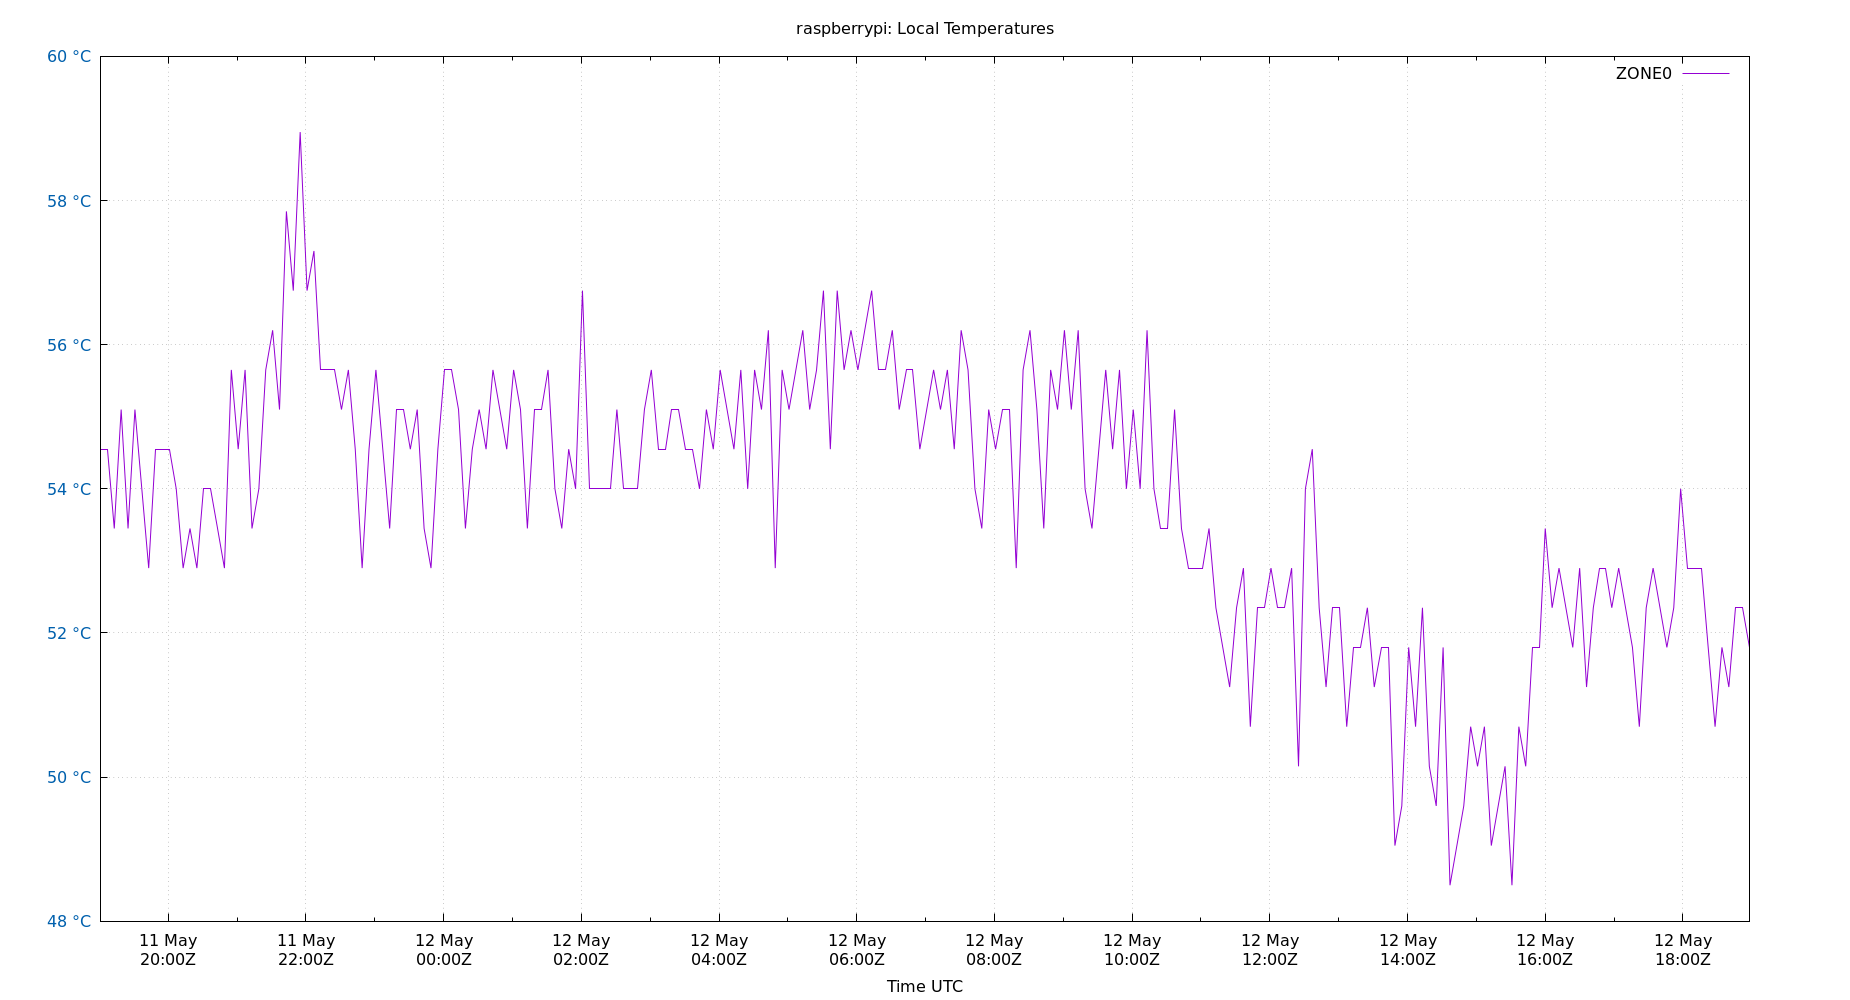 raspberrypi: Local Temperatures
ZONE0
60 °C
58 °C
56 °C
54 °C
52 °C
50 °C
48 °C
11 May 11 May 12 May 12 May 12 May 12 May 12 May 12 May 12 May 12 May 12 May 12 May
20:00Z 22:00Z 00:00Z 02:00Z 04:00Z 06:00Z 08:00Z 10:00Z 12:00Z 14:00Z 16:00Z 18:00Z
Time UTC